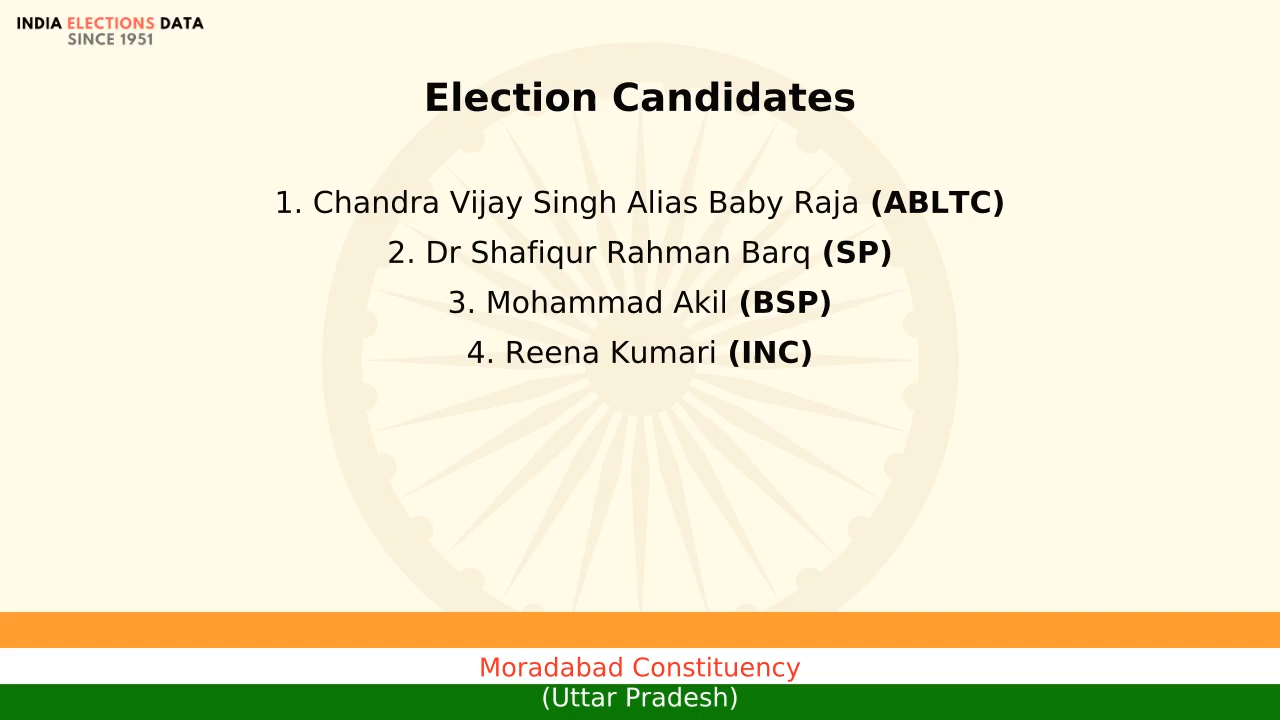 INDIA ELECTIONS DATA
SINCE 1951
Election Candidates
1. Chandra Vijay Singh Alias Baby Raja (ABLTC)
2. Dr Shafiqur Rahman Barq (SP)
3. Mohammad Akil (BSP)
4. Reena Kumari (INC)
Moradabad Constituency
(Uttar Pradesh)